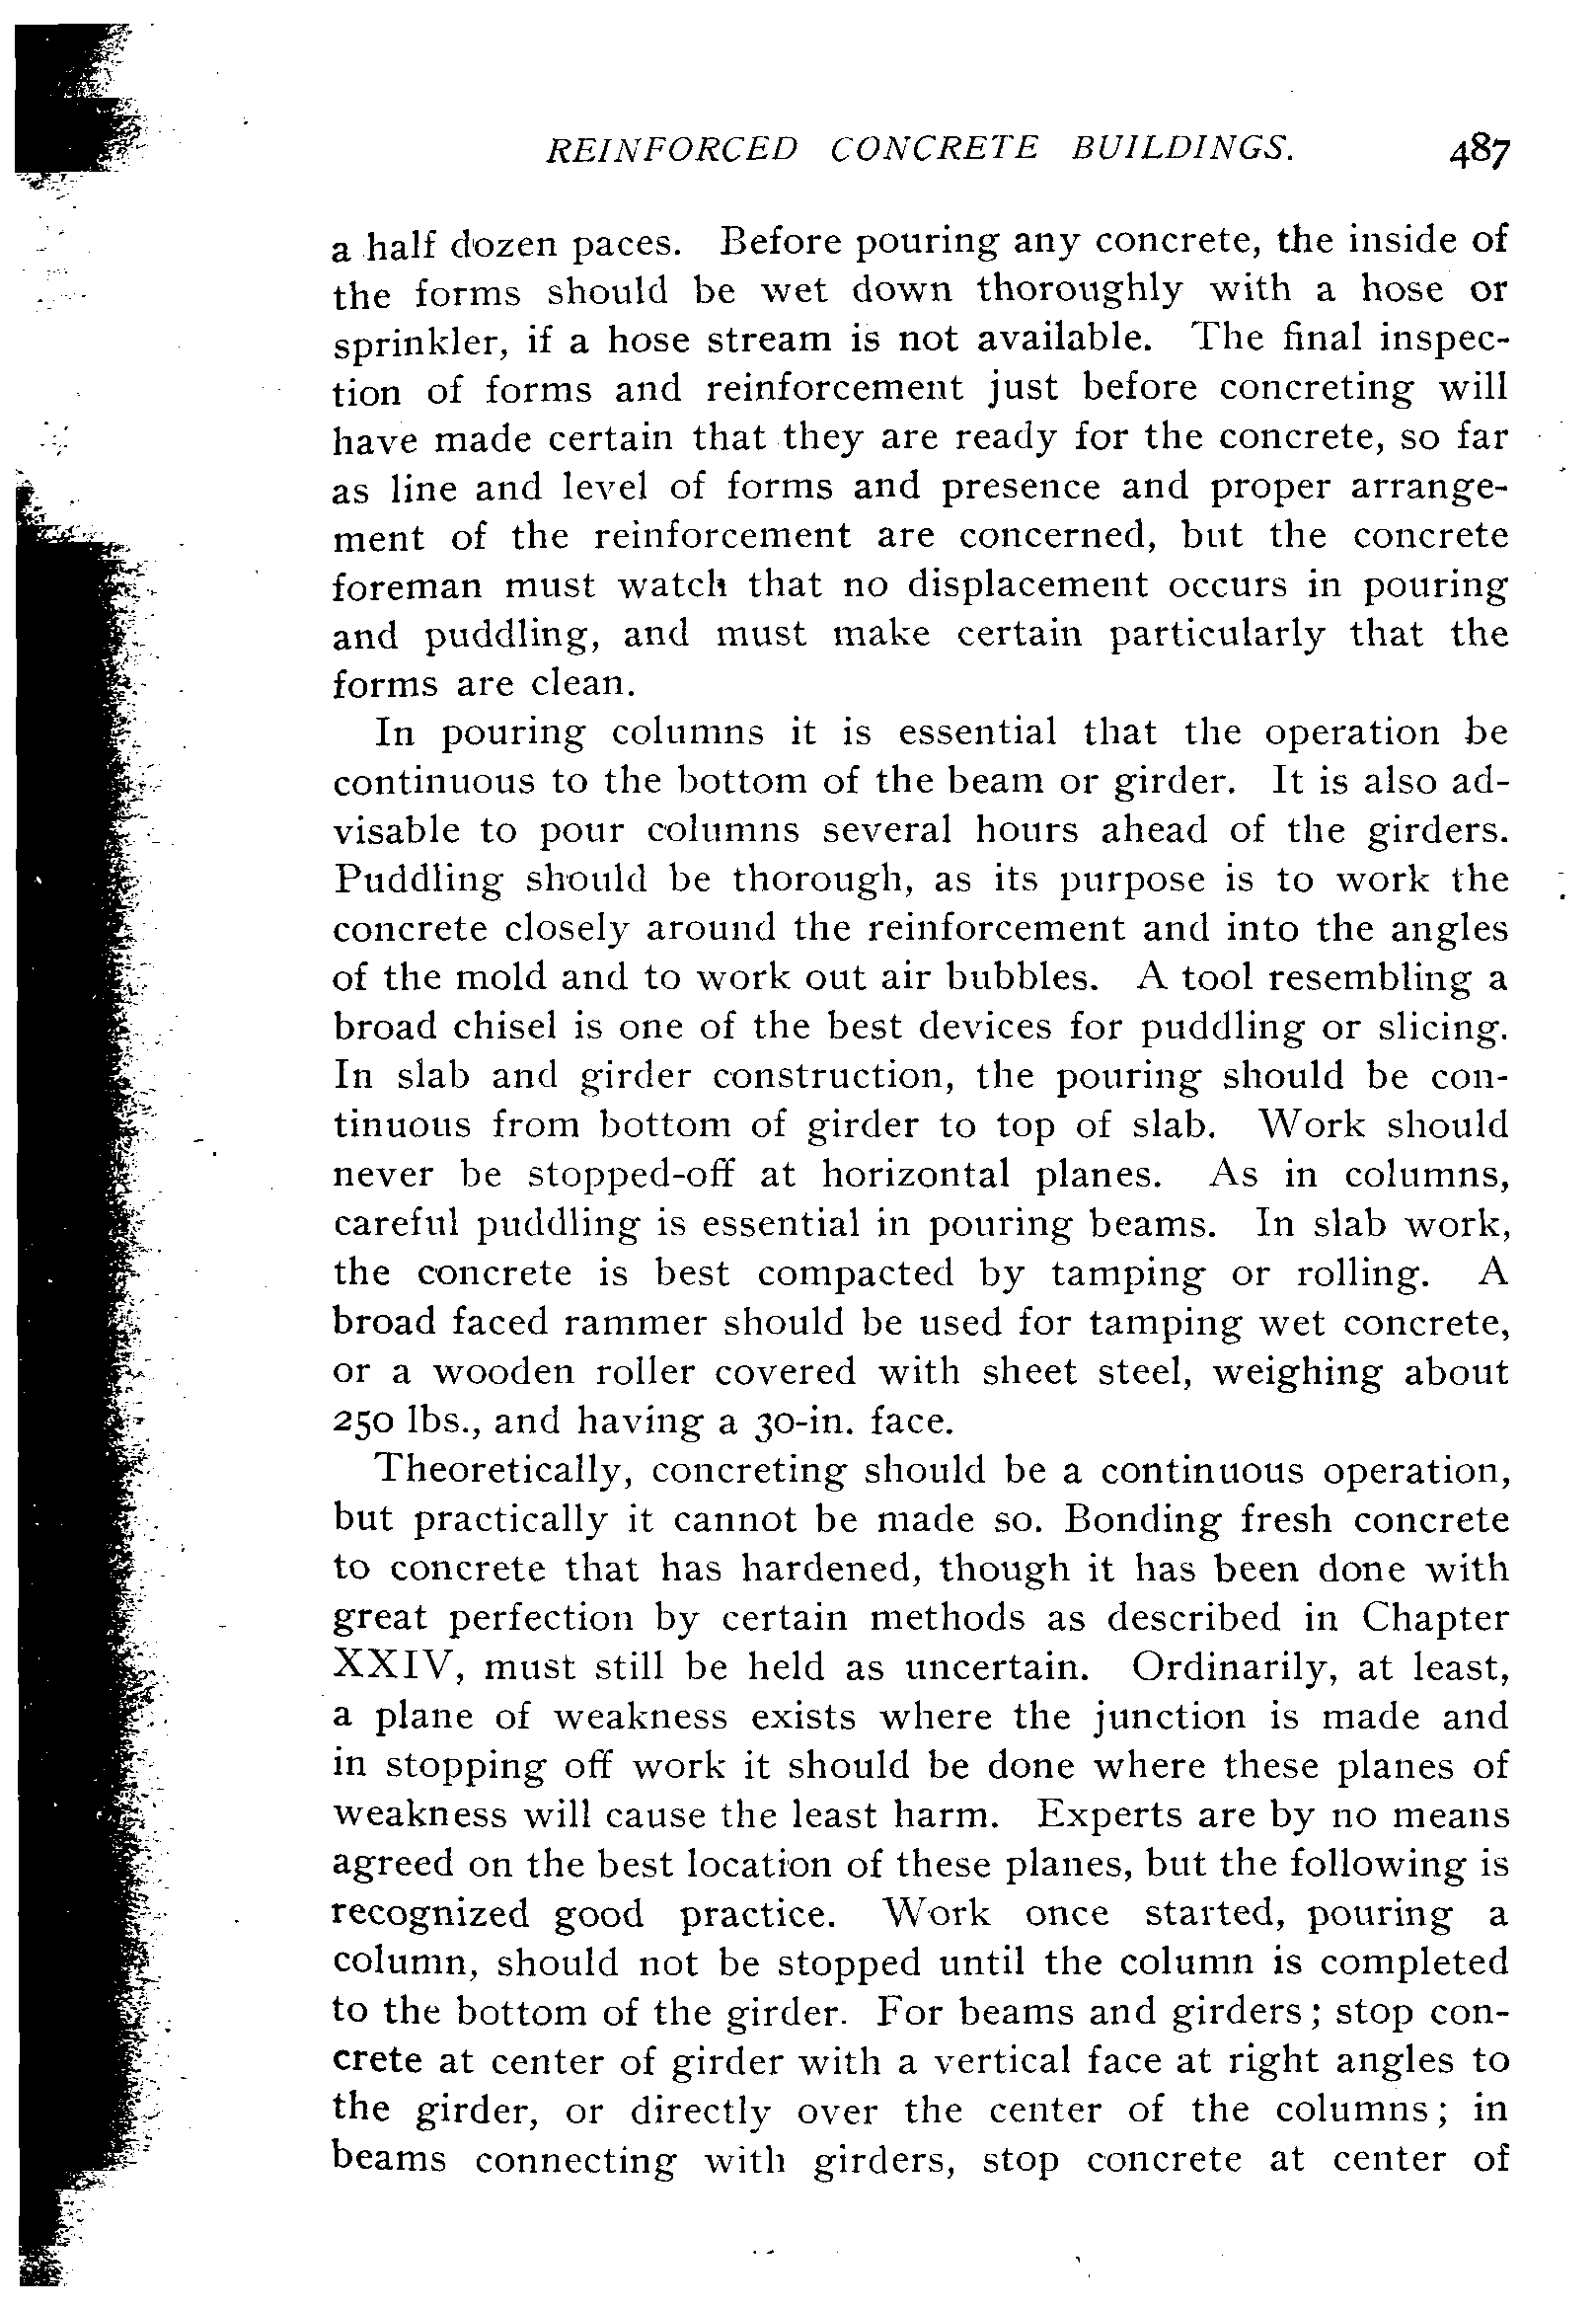 REINFORCED CONCRETE BUILDINGS. 487
a half dozen paces. Before pouring any concrete, the inside of
the forms should be wet down thoroughly with a hose or
sprinkler, if a hose stream is not available. The final inspec-
tion of forms and reinforcement just before concreting will
have made certain that they are ready for the concrete, so far
as line and level of forms and presence and proper arrange-
ment of the reinforcement are concerned, but the concrete
foreman must watch that no displacement occurs in pouring
and puddling, and must make certain particularly that the
forms are clean.
In pouring columns it is essential that the operation be
continuous to the bottom of the beam or girder. It is also ad-
visable to pour columns several hours ahead of the girders.
Puddling should be thorough, as its purpose is to work the
concrete closely around the reinforcement and into the angles
of the mold and to work out air bubbles. A tool resembling a
broad chisel is one of the best devices for puddling or slicing.
In slab and girder construction, the pouring should be con-
tinuous from bottom of girder to top of slab. Work should
never be stopped-off at horizontal planes. As in columns,
careful puddling is essential in pouring beams. In slab work,
the concrete is best compacted by tamping or rolling. A
broad faced rammer should be used for tamping wet concrete,
or a wooden roller covered with sheet steel, weighing about
250 lbs., and having a 30-in. face.
Theoretically, concreting should be a continuous operation,
but practically it cannot be made so. Bonding fresh concrete
to concrete that has hardened, though it has been done with
great perfection by certain methods as described in Chapter
XXIV, must still be held as uncertain. Ordinarily, at least,
a plane of weakness exists where the junction is made and
in stopping off work it should be done where these planes of
weakness will cause the least harm. Experts are by no means
agreed on the best location of these planes, but the following is
recognized good practice. Work once started, pouring a
column, should not be stopped until the column is completed
to the bottom of the girder. For beams and girders; stop con-
crete at center of girder with a vertical face at right angles to
the girder, or directly over the center of the columns; in
beams connecting with girders, stop concrete at center of